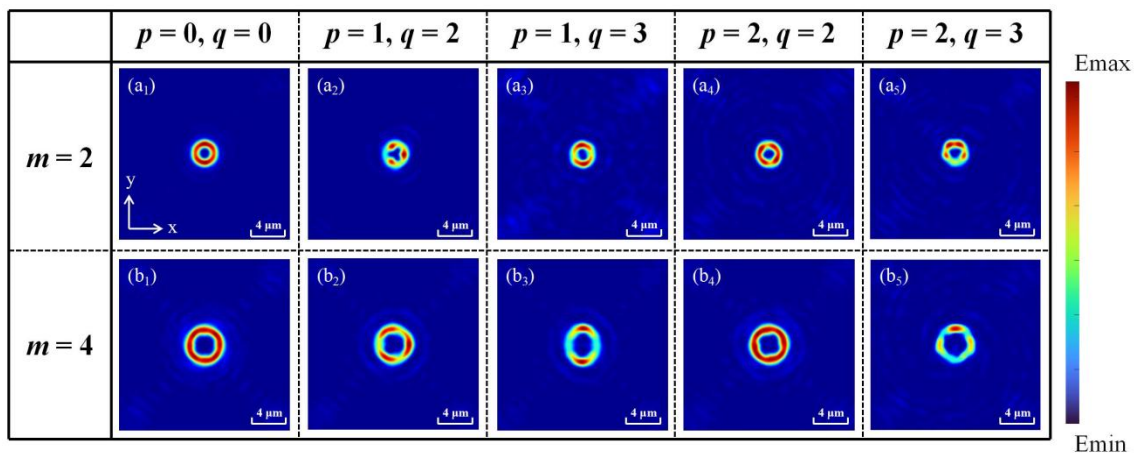 p = 0, q = 0
p = 1, q = 2
p = 1, q = 3
p = 2, q = 2
p = 2, q = 3
Emax
m = 2
(a₁)
y
x
4 μm
(a₂)
4 μm
(a₃)
4 μm
(a₄)
4 μm
(a₅)
4 μm
m = 4
(b₁)
4 μm
(b₂)
4 μm
(b₃)
4 μm
(b₄)
4 μm
(b₅)
4 μm
Emin